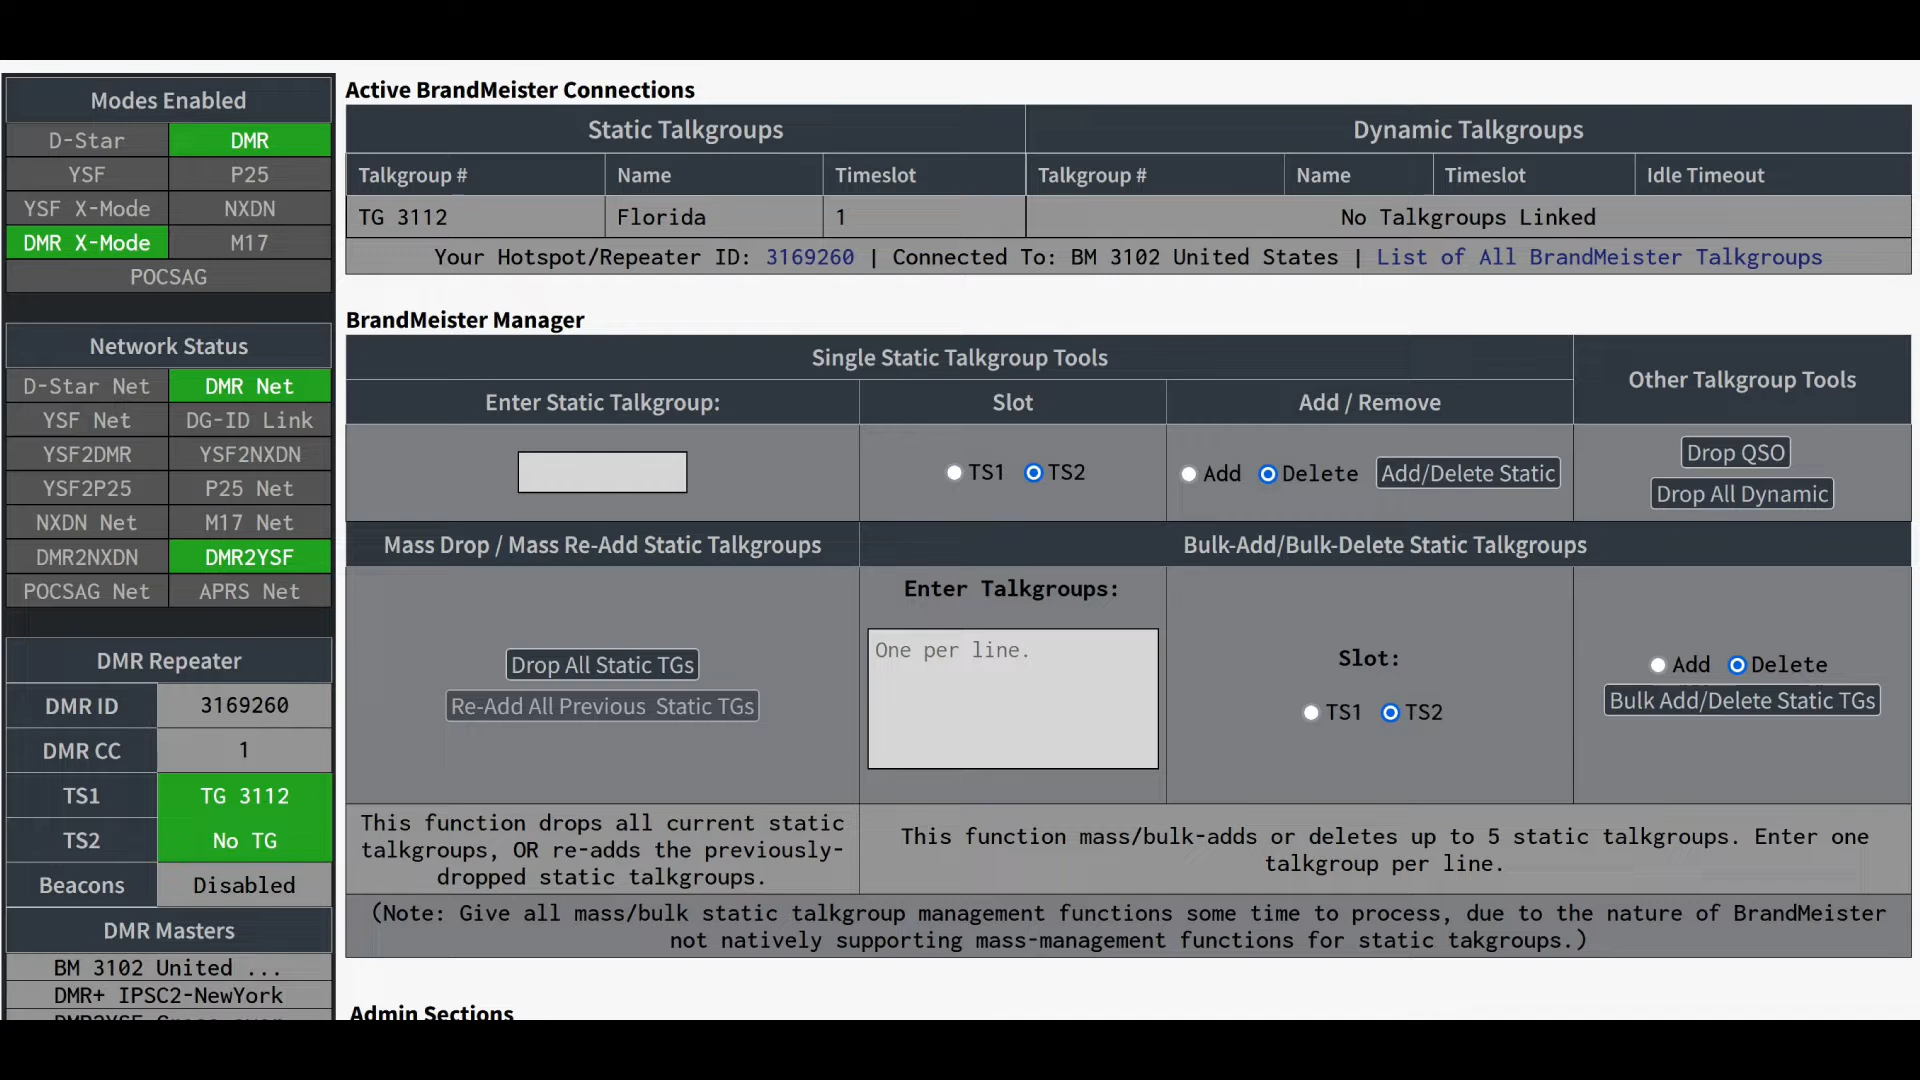 Modes Enabled
D-Star DMR
YSF P25
YSF X-Mode NXDN
DMR X-Mode M17
POCSAG
Network Status
D-Star Net DMR Net
YSF Net DG-ID Link
YSF2DMR YSF2NXDN
YSF2P25 P25 Net
NXDN Net M17 Net
DMR2NXDN DMR2YSF
POCSAG Net APRS Net
DMR Repeater
DMR ID 3169260
DMR CC 1
TS1 TG 3112
TS2 No TG
Beacons Disabled
DMR Masters
BM 3102 United ...
DMR+ IPSC2-NewYork
Active BrandMeister Connections
Static Talkgroups Dynamic Talkgroups
Talkgroup # Name Timeslot Talkgroup # Name Timeslot Idle Timeout
TG 3112 Florida 1 No Talkgroups Linked
Your Hotspot/Repeater ID: 3169260 | Connected To: BM 3102 United States | List of All BrandMeister Talkgroups
BrandMeister Manager
Single Static Talkgroup Tools
Other Talkgroup Tools
Enter Static Talkgroup: Slot Add / Remove
TS1 TS2 Add Delete Add/Delete Static
Drop QSO
Drop All Dynamic
Mass Drop / Mass Re-Add Static Talkgroups Bulk-Add/Bulk-Delete Static Talkgroups
Drop All Static TGs
Re-Add All Previous Static TGs
Enter Talkgroups:
One per line.
Slot:
TS1 TS2
Add Delete
Bulk Add/Delete Static TGs
This function drops all current static
talkgroups, OR re-adds the previously-
dropped static talkgroups.
This function mass/bulk-adds or deletes up to 5 static talkgroups. Enter one
talkgroup per line.
(Note: Give all mass/bulk static talkgroup management functions some time to process, due to the nature of BrandMeister
not natively supporting mass-management functions for static takgroups.)
Admin Sections